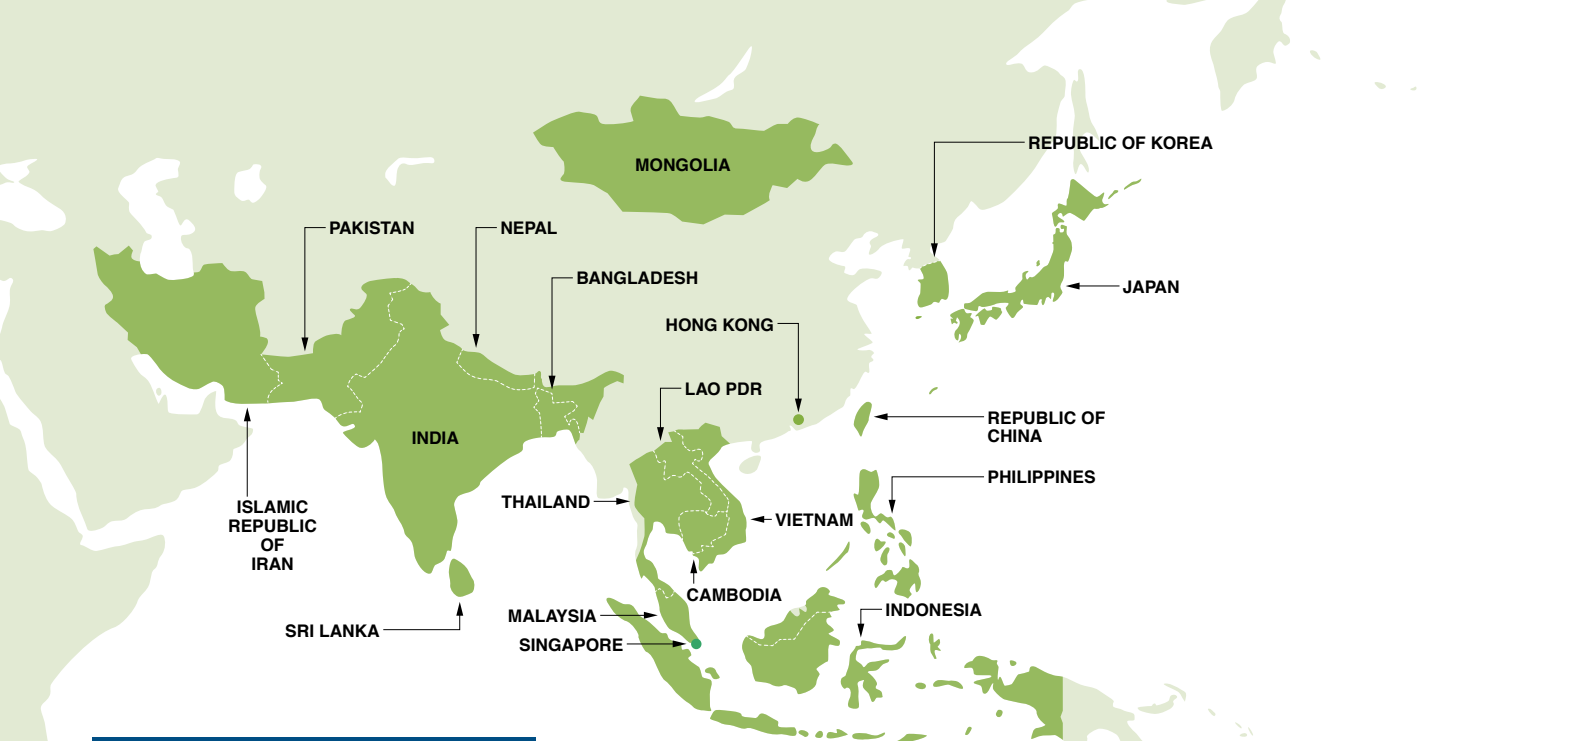 REPUBLIC OF KOREA
MONGOLIA
PAKISTAN
NEPAL
BANGLADESH
JAPAN
HONG KONG
LAO PDR
REPUBLIC OF
CHINA
INDIA
PHILIPPINES
THAILAND
ISLAMIC
REPUBLIC
OF
IRAN
VIETNAM
CAMBODIA
INDONESIA
MALAYSIA
SRI LANKA
SINGAPORE